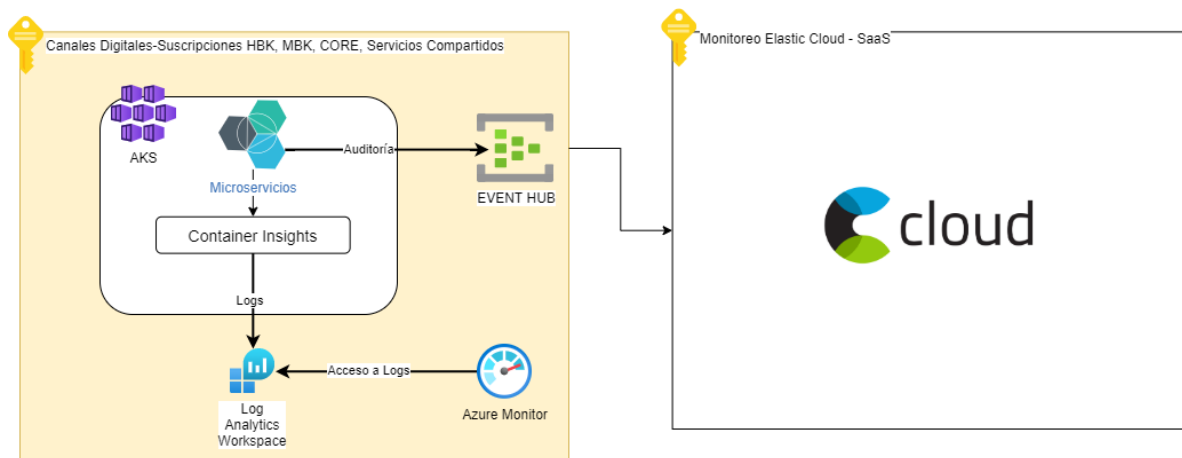 Canales Digitales-Suscripciones HBK, MBK, CORE, Servicios Compartidos
Monitoreo Elastic Cloud - SaaS
AKS
Auditoría
Microservicios
EVENT HUB
Container Insights
cloud
Logs
Acceso a Logs
Log
Analytics
Workspace
Azure Monitor